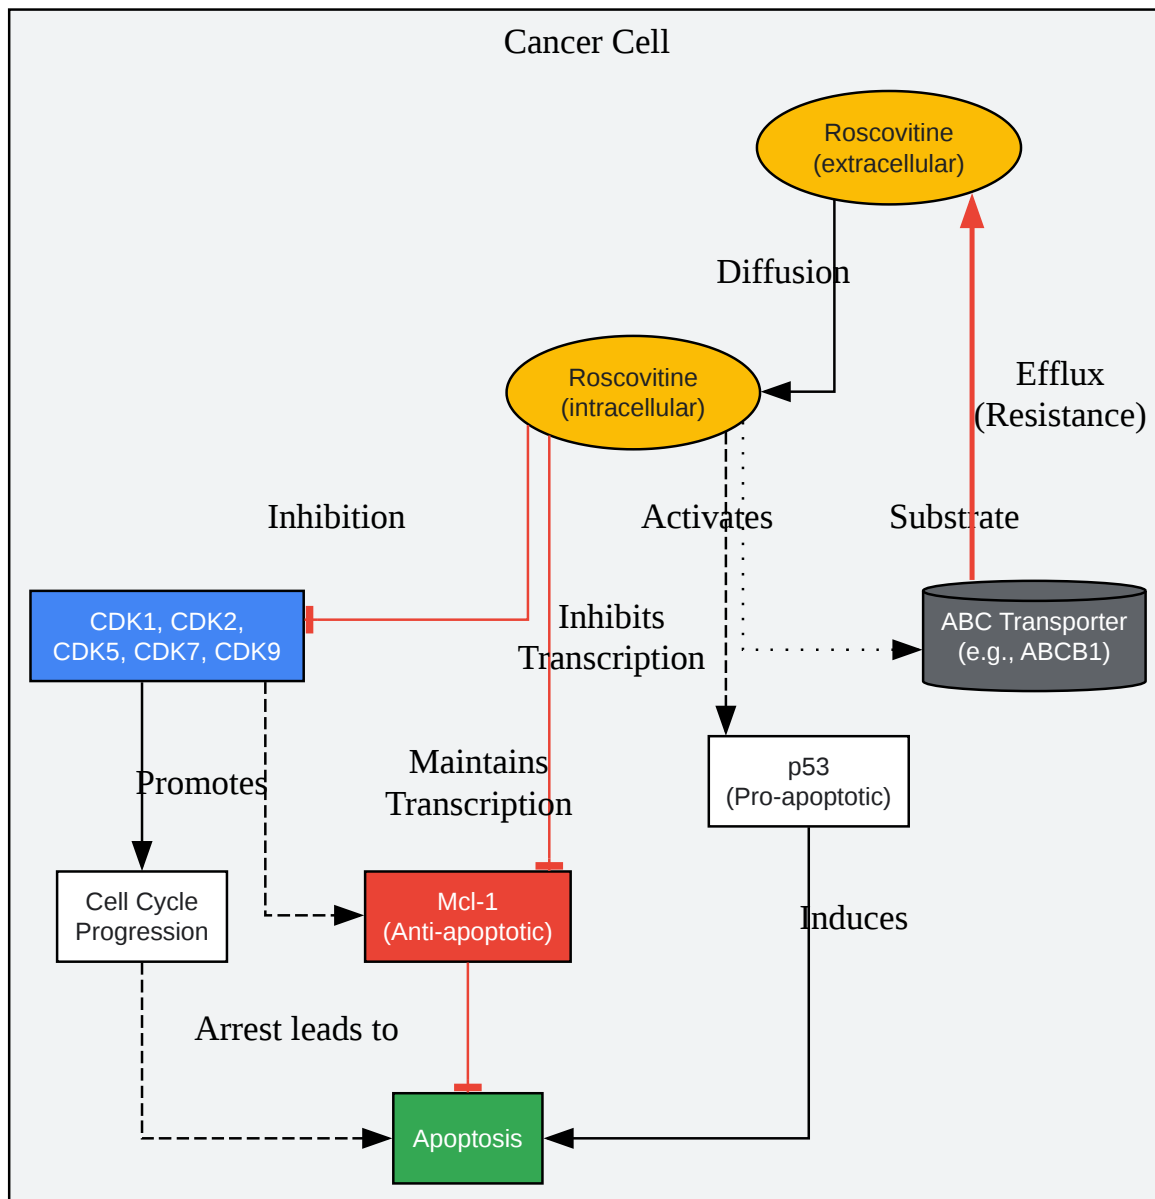 Cancer Cell
Roscovitine
(extracellular)
Diffusion
Roscovitine
(intracellular)
Efflux
(Resistance)
Inhibition
Activates
Substrate
CDK1, CDK2,
CDK5, CDK7, CDK9
Inhibits
Transcription
ABC Transporter
(e.g., ABCB1)
Promotes
Maintains
Transcription
p53
(Pro-apoptotic)
Cell Cycle
Progression
Mcl-1
(Anti-apoptotic)
Induces
Arrest leads to
Apoptosis